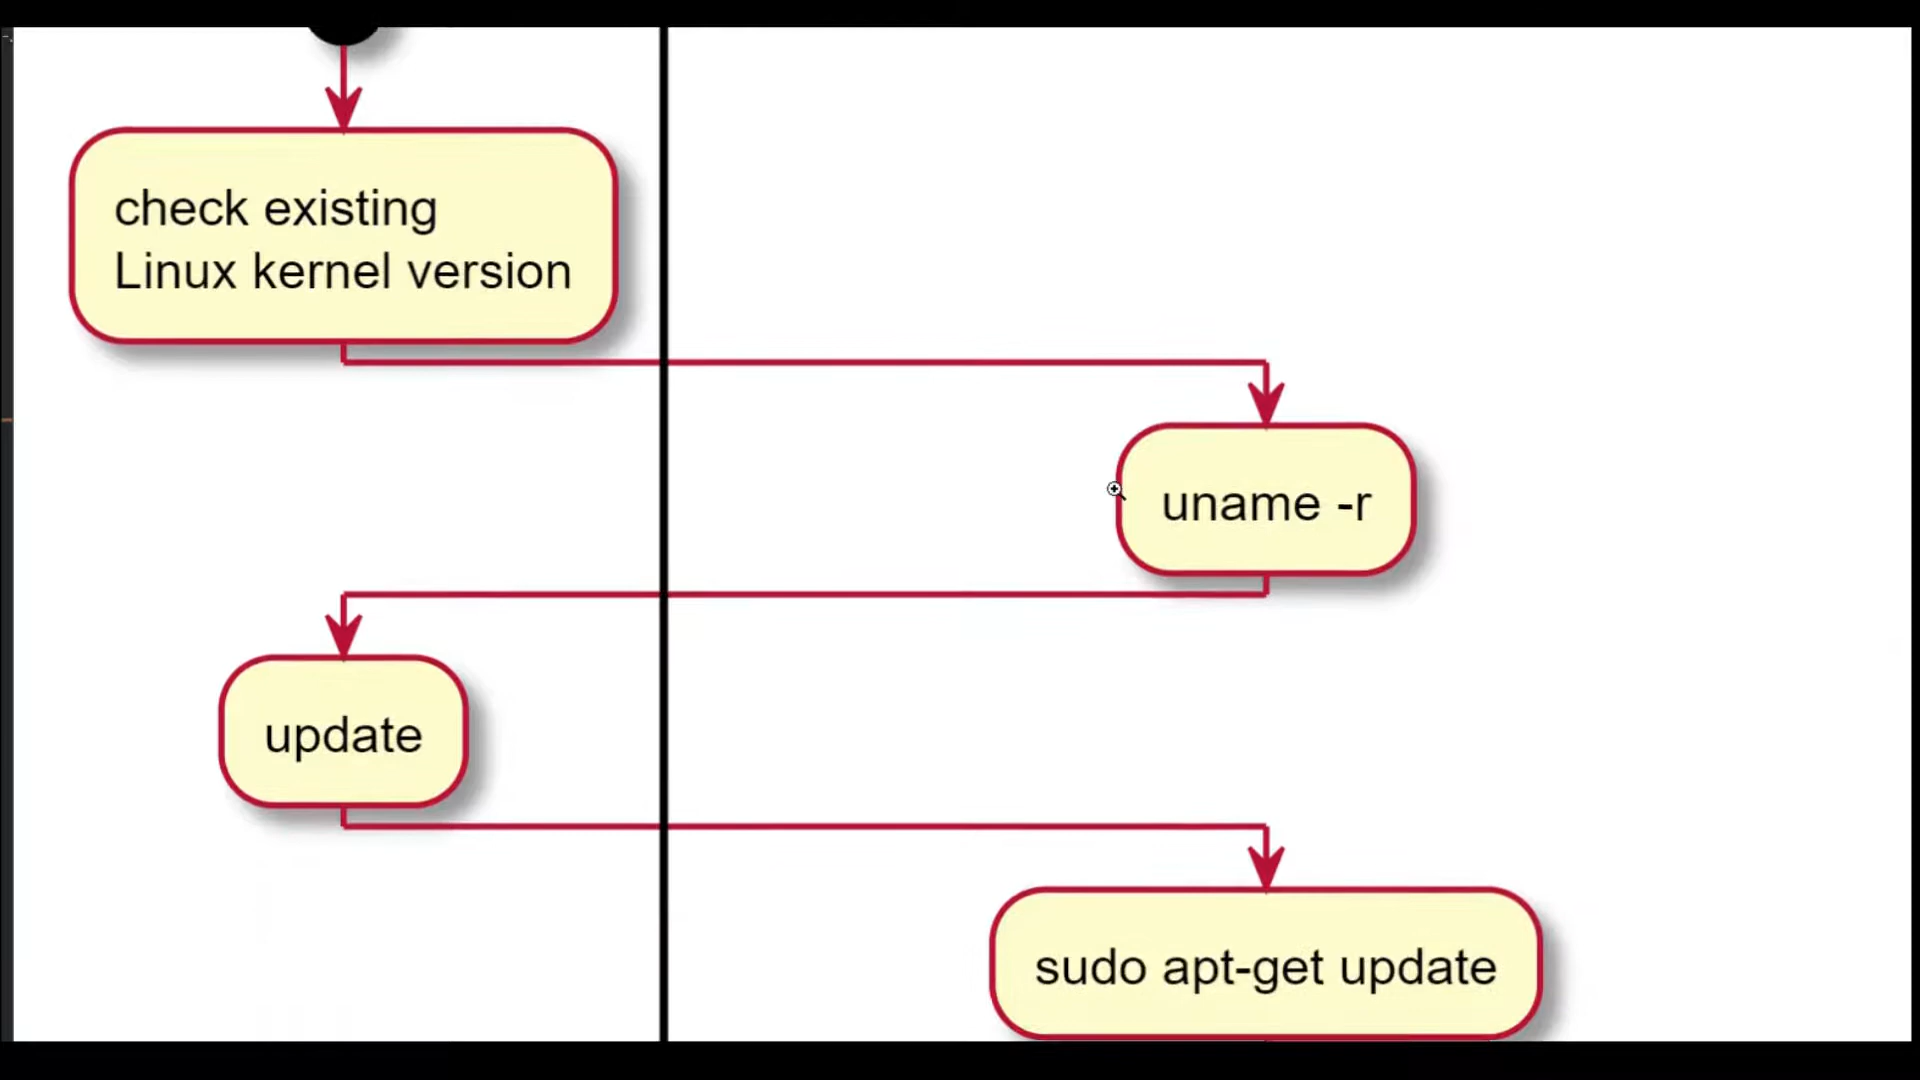 check existing
Linux kernel version
uname -r
update
sudo apt-get update